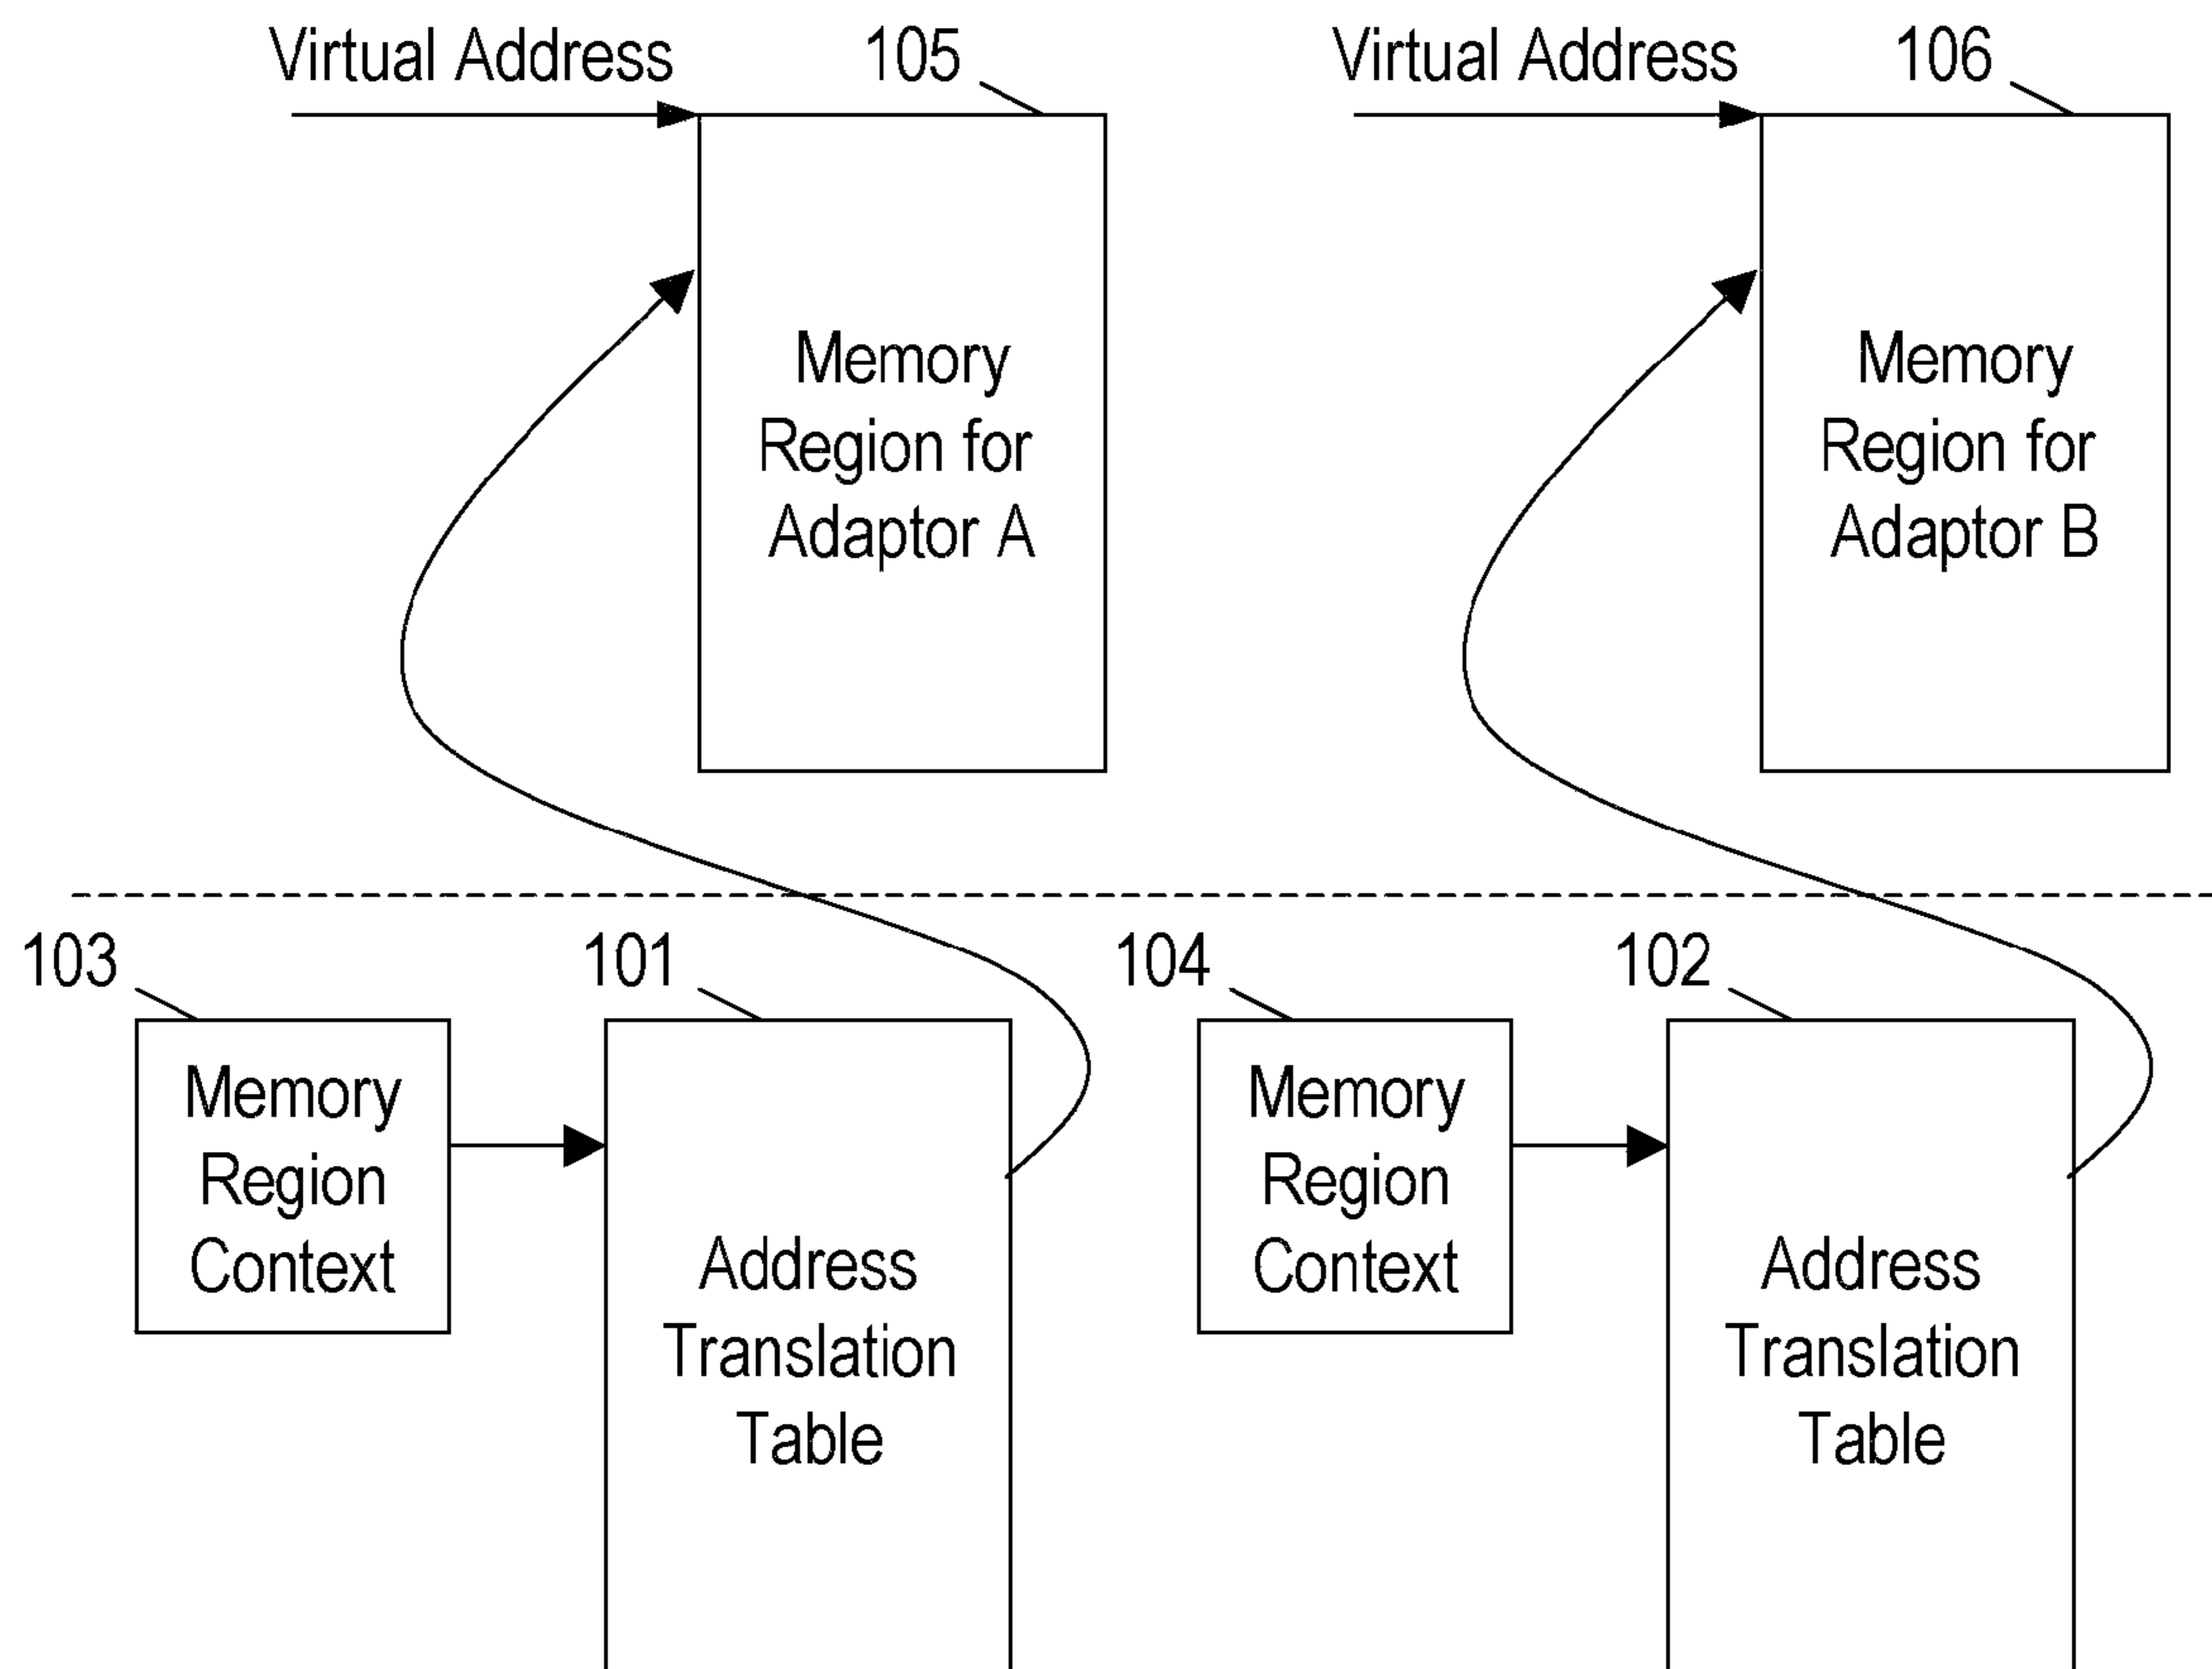 Virtual Address
105
Virtual Address
106
Memory
Region for
Adaptor A
Memory
Region for
Adaptor B
103
101
104
102
Memory
Region
Context
Address
Translation
Table
Memory
Region
Context
Address
Translation
Table